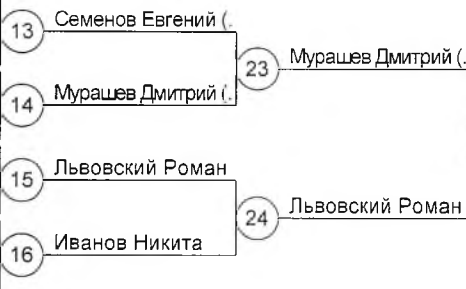 13 Семенов Евгений (.
23 Мурашев Дмитрий (.
14 Мурашев Дмитрий (.
15 Львовский Роман
24 Львовский Роман
16 Иванов Никита